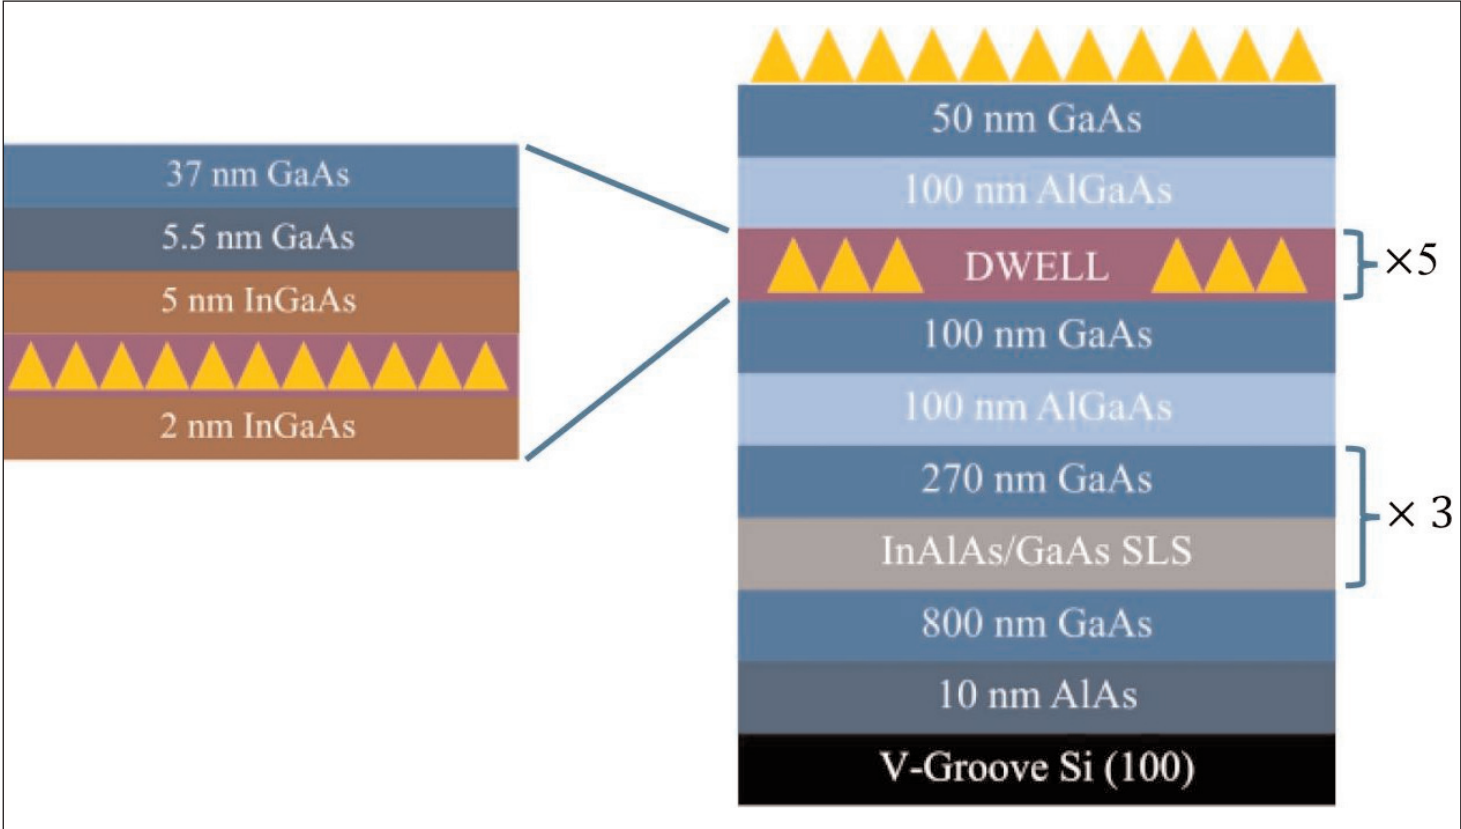 37 nm GaAs
5.5 nm GaAs
5 nm InGaAs
2 nm InGaAs
50 nm GaAs
100 nm AlGaAs
DWELL
×5
100 nm GaAs
100 nm AlGaAs
270 nm GaAs
× 3
InAlAs/GaAs SLS
800 nm GaAs
10 nm AlAs
V-Groove Si (100)